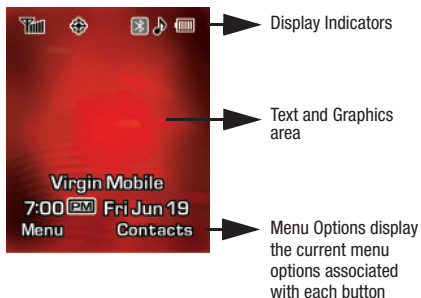 Display Indicators
Text and Graphics
area
Virgin Mobile
7:00 PM Fri Jun 19
Menu Contacts
Menu Options display
the current menu
options associated
with each button